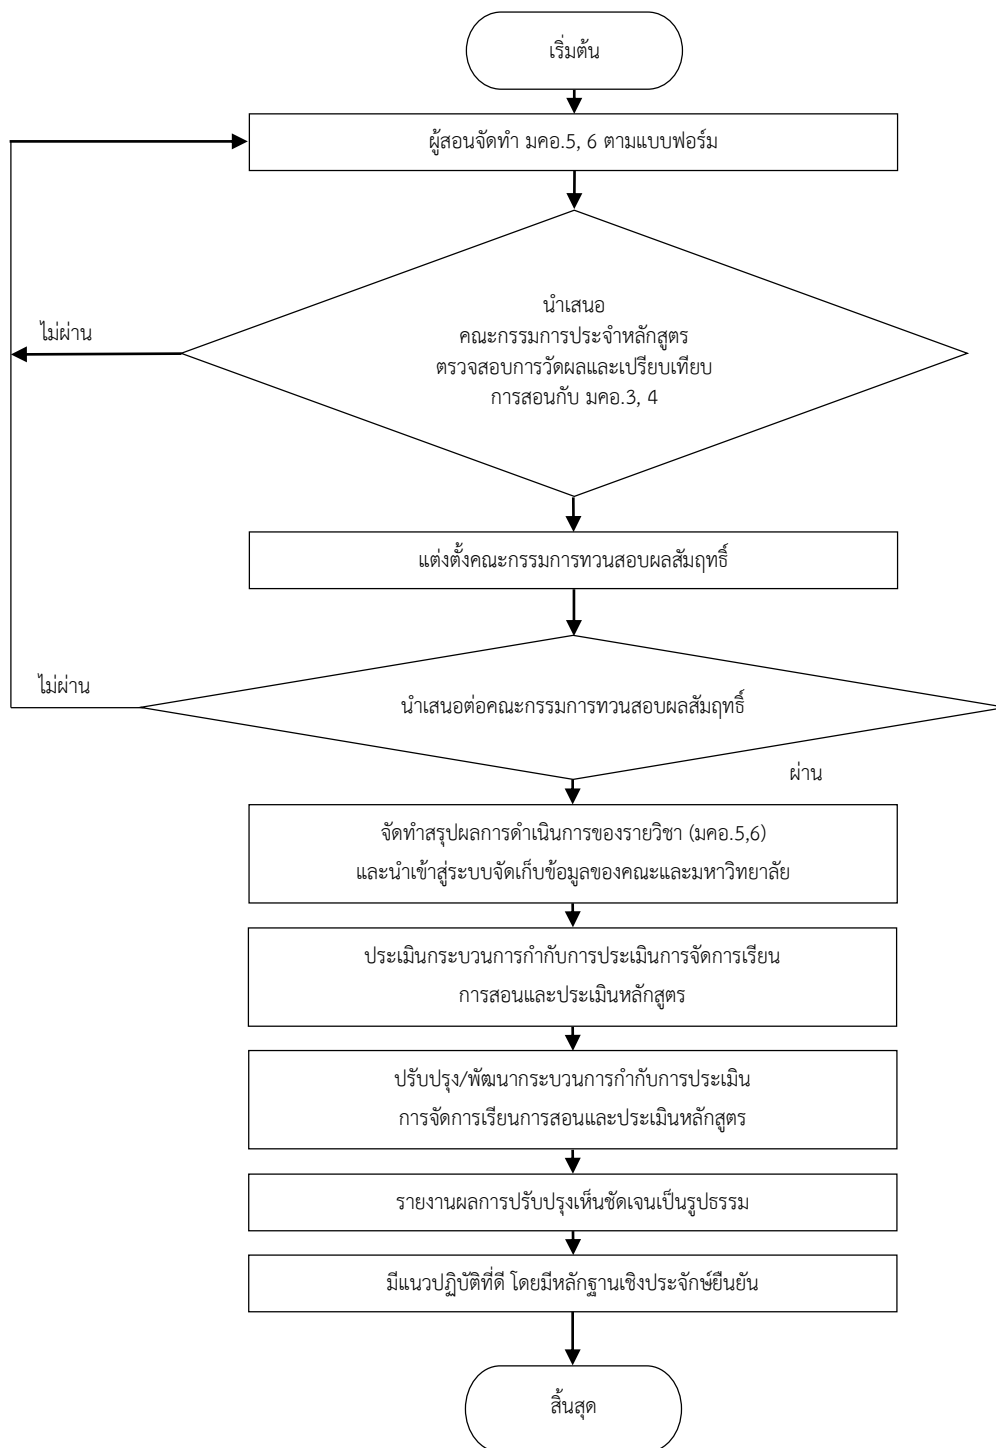 เริ่มต้น
ผู้สอนจัดทำ มคอ.5, 6 ตามแบบฟอร์ม
นำเสนอ
คณะกรรมการประจำหลักสูตร
ตรวจสอบการวัดผลและเปรียบเทียบ
การสอนกับ มคอ.3, 4
ไม่ผ่าน
แต่งตั้งคณะกรรมการทวนสอบผลสัมฤทธิ์
ไม่ผ่าน
นำเสนอต่อคณะกรรมการทวนสอบผลสัมฤทธิ์
ผ่าน
จัดทำสรุปผลการดำเนินการของรายวิชา (มคอ.5,6)
และนำเข้าสู่ระบบจัดเก็บข้อมูลของคณะและมหาวิทยาลัย
ประเมินกระบวนการกำกับการประเมินการจัดการเรียน
การสอนและประเมินหลักสูตร
ปรับปรุง/พัฒนากระบวนการกำกับการประเมิน
การจัดการเรียนการสอนและประเมินหลักสูตร
รายงานผลการปรับปรุงเห็นชัดเจนเป็นรูปธรรม
มีแนวปฏิบัติที่ดี โดยมีหลักฐานเชิงประจักษ์ยืนยัน
สิ้นสุด